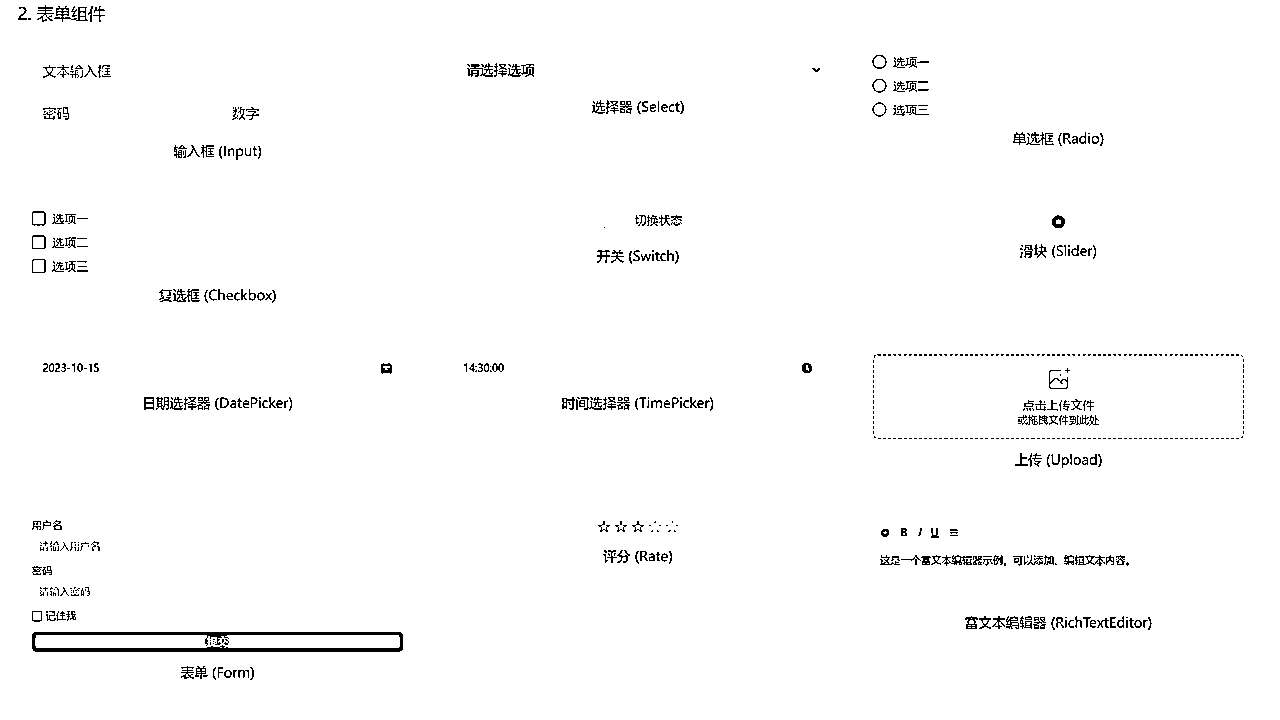 2. 表单组件
文本输入框
密码
数字
输入框 (Input)
请选择选项
选择器 (Select)
选项一
选项二
选项三
单选框 (Radio)
选项一
选项二
选项三
复选框 (Checkbox)
切换状态
开关 (Switch)
滑块 (Slider)
2023-10-15
日期选择器 (DatePicker)
14:30:00
时间选择器 (TimePicker)
点击上传文件
或拖拽文件到此处
上传 (Upload)
用户名
请输入用户名
密码
请输入密码
记住我
提交
表单 (Form)
评分 (Rate)
B I U
这是一个富文本编辑器示例，可以添加、编辑文本内容。
富文本编辑器 (RichTextEditor)